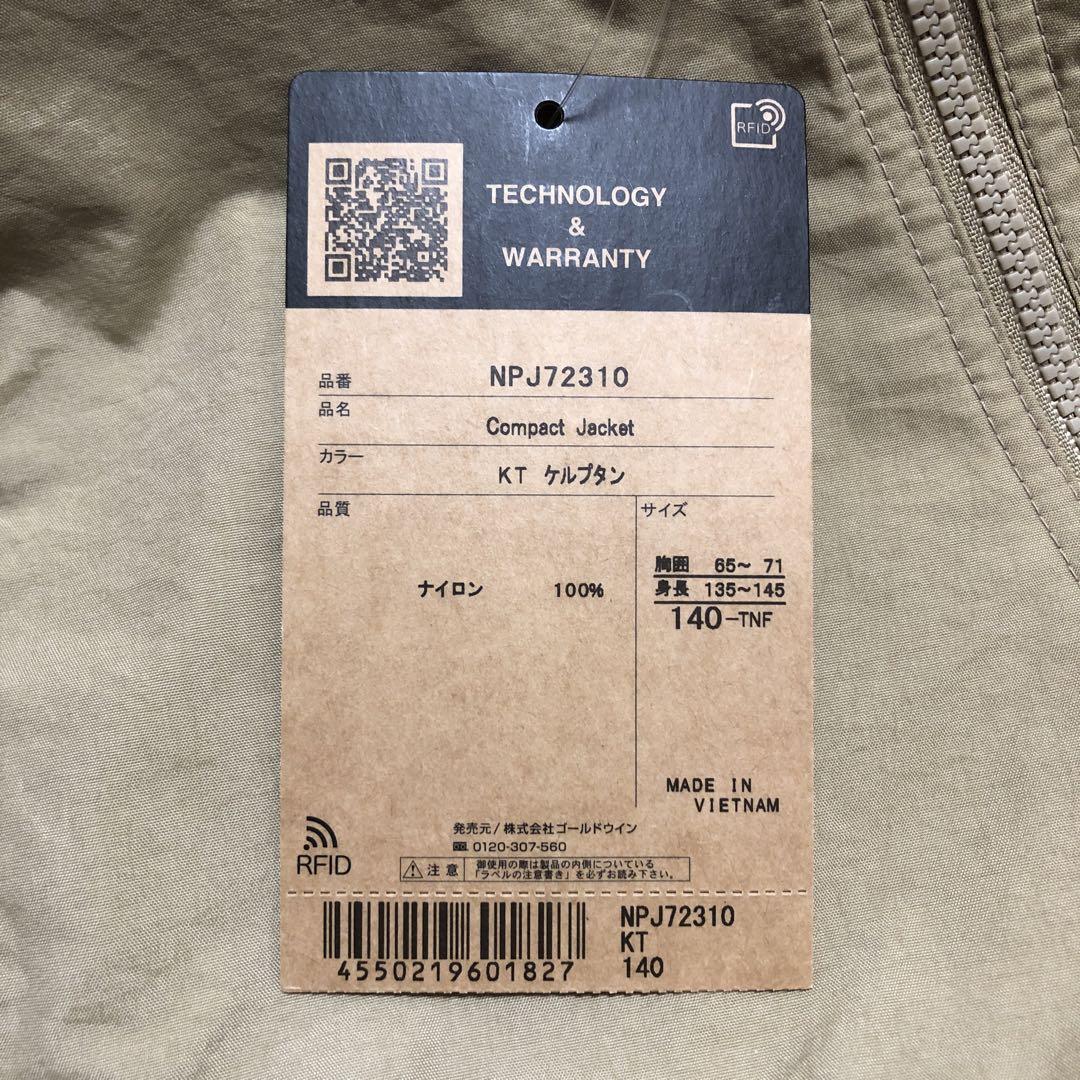 RFID
TECHNOLOGY
&
WARRANTY
品番 NPJ72310
品名 Compact Jacket
カラー KT ケルプタン
品質
ナイロン 100%
サイズ
胸囲 65～ 71
身長 135～145
140-TNF
MADE IN
VIETNAM
発売元/株式会社ゴールドウイン
0120-307-560
RFID
注意
御使用の際は製品の内側についている
「ラベルの注意書き」を必ずお読み下さい。
4550219601827
NPJ72310
KT
140